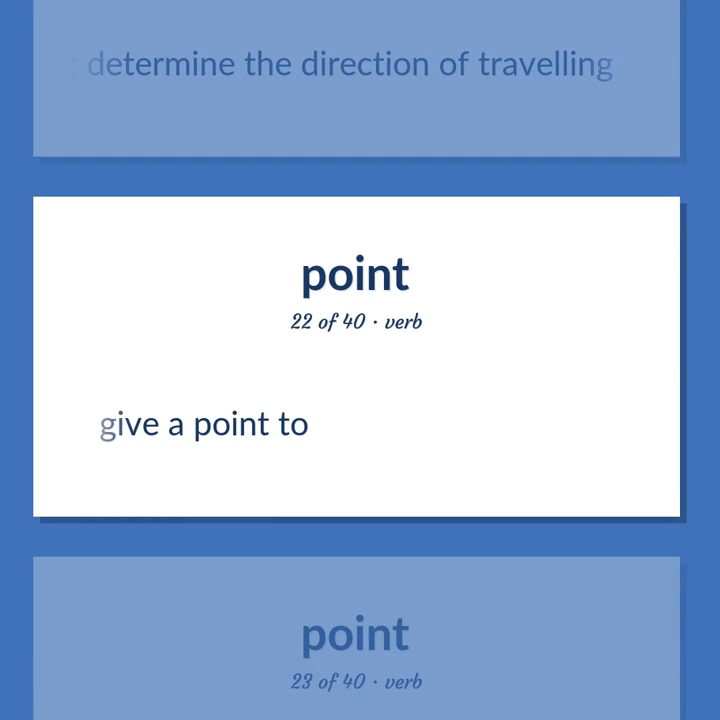 ; determine the direction of travelling
point
22 of 40 · verb
give a point to
point
23 of 40 · verb